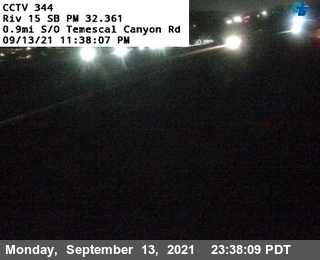 CCTV 344
Riv 15 SB PM 32.361
0.9mi S/O Temescal Canyon Rd
09/13/21 11:38:07 PM
Monday, September 13, 2021 23:38:09 PDT